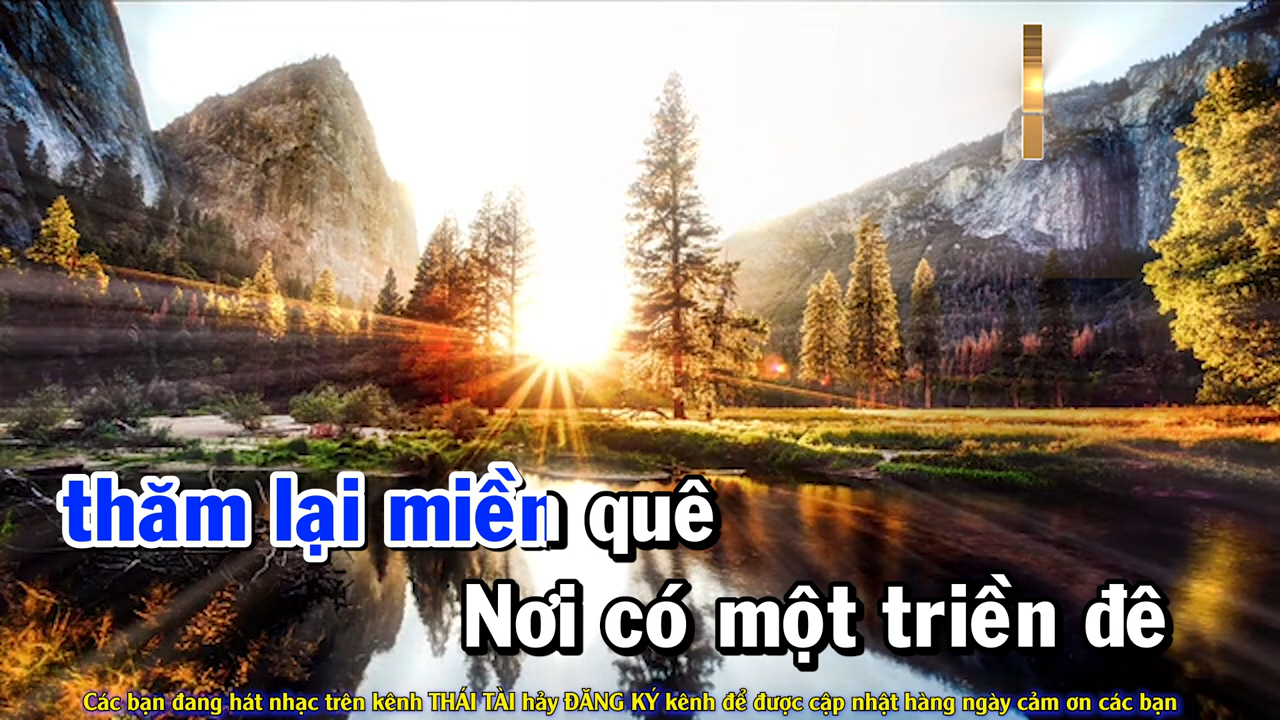 thăm lại miền quê
Nơi có một triền đê
Các bạn đang hát nhạc trên kênh THÁI TÀI hảy ĐĂNG KÝ kênh để được cập nhật hàng ngày cảm ơn các bạn